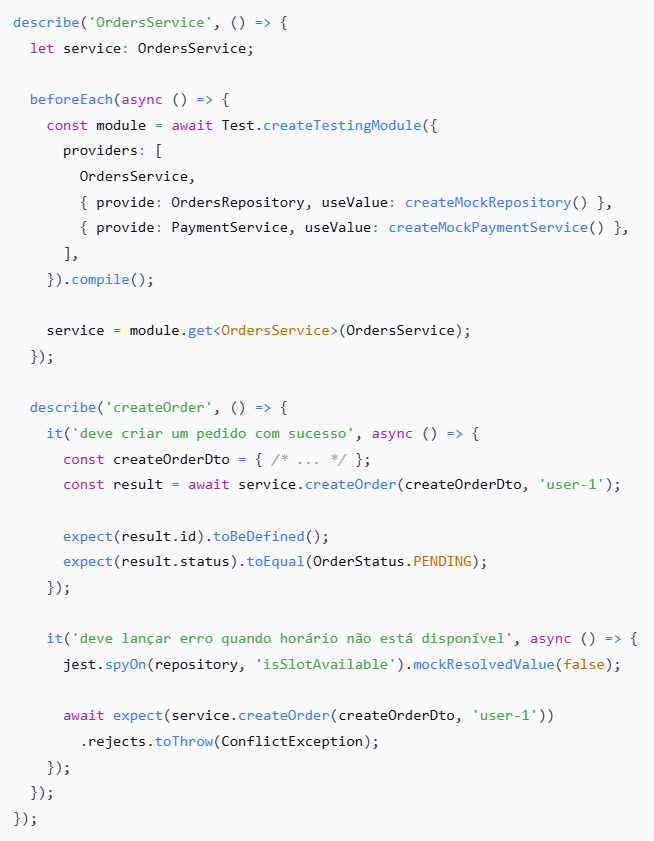 describe('OrdersService', () => {
  let service: OrdersService;

  beforeEach(async () => {
    const module = await Test.createTestingModule({
      providers: [
        OrdersService,
        { provide: OrdersRepository, useValue: createMockRepository() },
        { provide: PaymentService, useValue: createMockPaymentService() },
      ],
    }).compile();

    service = module.get<OrdersService>(OrdersService);
  });

  describe('createOrder', () => {
    it('deve criar um pedido com sucesso', async () => {
      const createOrderDto = { /* ... */ };
      const result = await service.createOrder(createOrderDto, 'user-1');

      expect(result.id).toBeDefined();
      expect(result.status).toEqual(OrderStatus.PENDING);
    });

    it('deve lançar erro quando horário não está disponível', async () => {
      jest.spyOn(repository, 'isSlotAvailable').mockResolvedValue(false);

      await expect(service.createOrder(createOrderDto, 'user-1'))
        .rejects.toThrow(ConflictException);
    });
  });
});